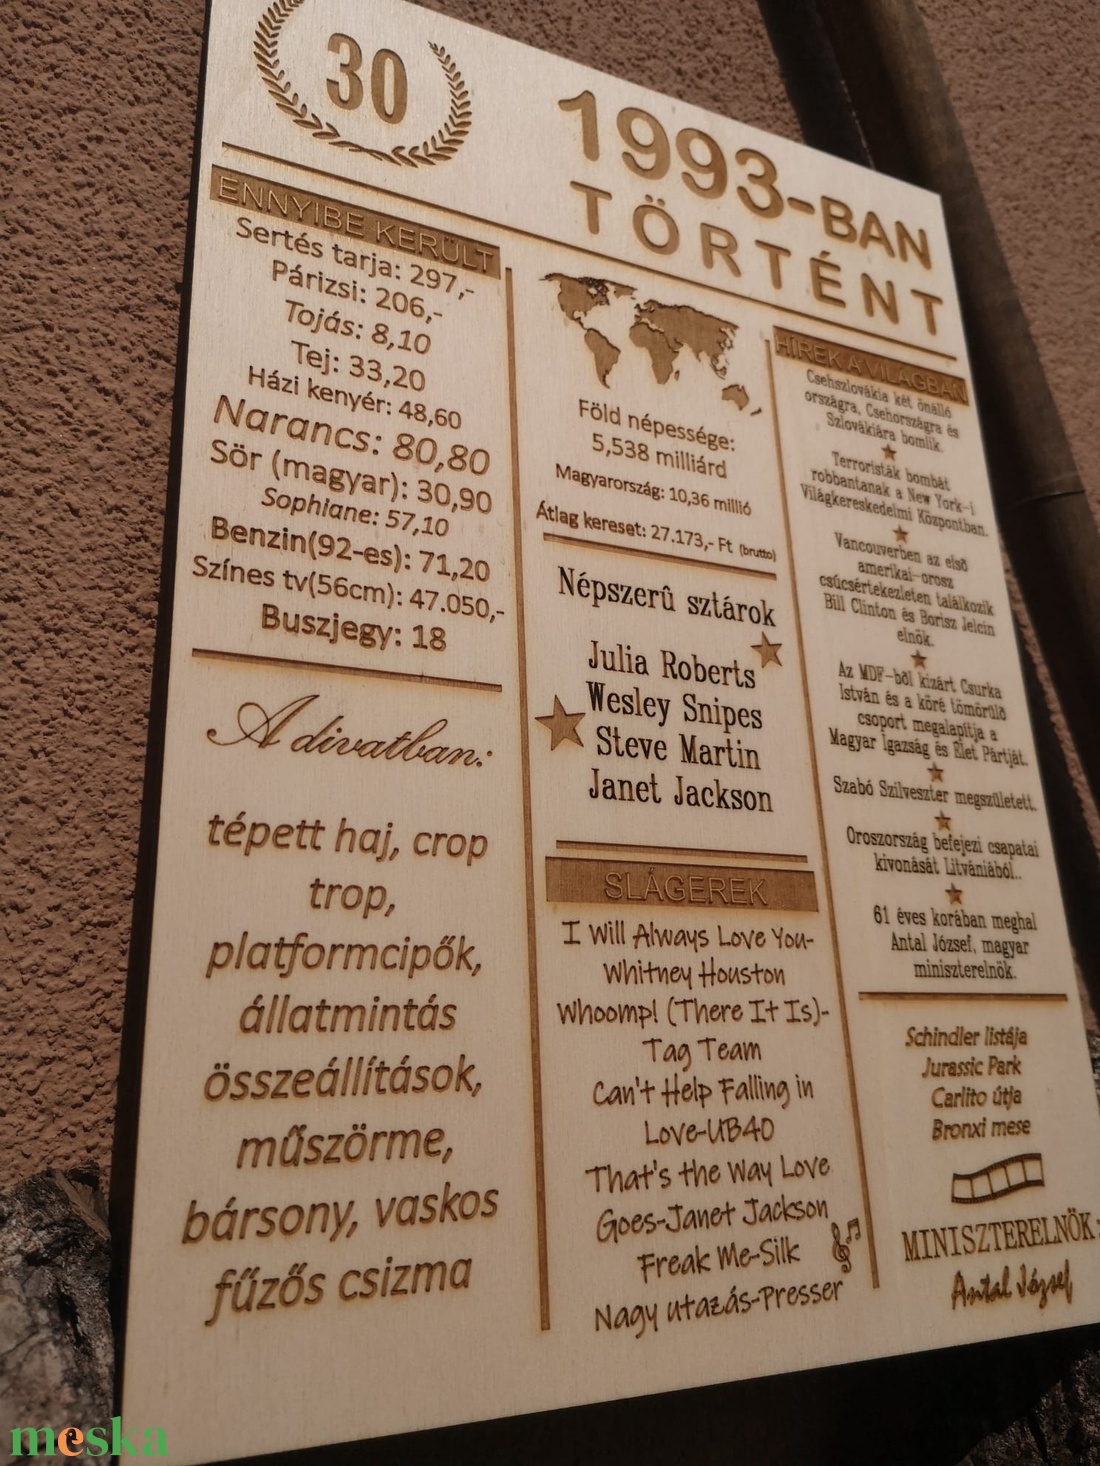 30
1993-BAN
TÖRTÉNT
ENNYIBE KERÜLT
Sertés tarja: 297,-
Párizsi: 206,-
Tojás: 8,10
Tej: 33,20
Házi kenyér: 48,60
Narancs: 80,80
Sör (magyar): 30,90
Sophiane: 57,10
Benzin(92-es): 71,20
Színes tv(56cm): 47.050,-
Buszjegy: 18
A divatban:
tépett haj, crop
trop,
platformcipők,
állatmintás
összeállítások,
műszörme,
bársony, vaskos
fűzős csizma
Föld népessége:
5,538 milliárd
Magyarország: 10,36 millió
Átlag kereset: 27.173,- Ft (brutto)
Népszerû sztárok
Julia Roberts
Wesley Snipes
Steve Martin
Janet Jackson
SLÁGEREK
I Will Always Love You-
Whitney Houston
Whoomp! (There It Is)-
Tag Team
Can't Help Falling in
Love-UB40
That's the Way Love
Goes-Janet Jackson
Freak Me-Silk
Nagy utazás-Presser
HÍREK A VILÁGBAN
Csehszlovákia két önálló
országra, Csehországra és
Szlovákiára bomlik.
Terroristák bombát
robbantanak a New York-i
Világkereskedelmi Központban.
Vancouverben az első
amerikai-orosz
csúcsértekezleten találkozik
Bill Clinton és Borisz Jelcin
elnök.
Az MDF-ből kizárt Csurka
István és a köré tömörülő
csoport megalapítja a
Magyar Igazság és Élet Pártját.
Szabó Szilveszter megszületett.
Oroszország befejezi csapatai
kivonását Litvániából..
61 éves korában meghal
Antal József, magyar
miniszterelnök.
Schindler listája
Jurassic Park
Carlito útja
Bronxi mese
MINISZTERELNÖK:
Antal József
meska